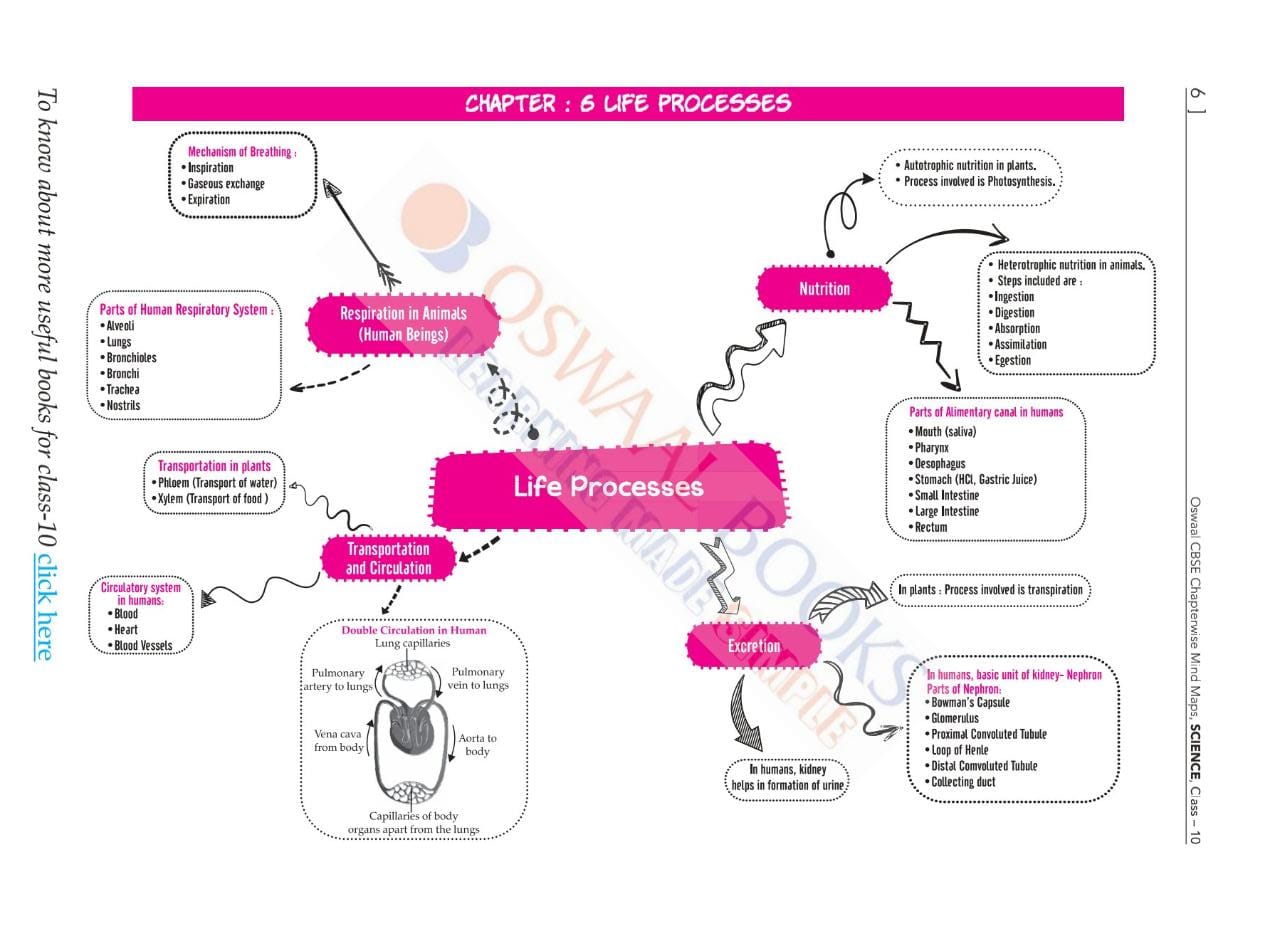 CHAPTER : 6 LIFE PROCESSES
Mechanism of Breathing :
• Inspiration
• Gaseous exchange
• Expiration
Parts of Human Respiratory System :
• Alveoli
• Lungs
• Bronchioles
• Bronchi
• Trachea
• Nostrils
Respiration in Animals
(Human Beings)
Transportation in plants
• Phloem (Transport of water)
• Xylem (Transport of food )
Transportation
and Circulation
Circulatory system
in humans:
• Blood
• Heart
• Blood Vessels
Double Circulation in Human
Lung capillaries
Pulmonary
artery to lungs
Pulmonary
vein to lungs
Vena cava
from body
Aorta to
body
Capillaries of body
organs apart from the lungs
Life Processes
Nutrition
• Autotrophic nutrition in plants.
• Process involved is Photosynthesis.
• Heterotrophic nutrition in animals.
• Steps included are :
• Ingestion
• Digestion
• Absorption
• Assimilation
• Egestion
Parts of Alimentary canal in humans
• Mouth (saliva)
• Pharynx
• Oesophagus
• Stomach (HCl, Gastric Juice)
• Small Intestine
• Large Intestine
• Rectum
Excretion
In plants : Process involved is transpiration
In humans, basic unit of kidney- Nephron
Parts of Nephron:
• Bowman's Capsule
• Glomerulus
• Proximal Convoluted Tubule
• Loop of Henle
• Distal Comvoluted Tubule
• Collecting duct
In humans, kidney
helps in formation of urine
OSWAAL BOOKS
LEARNING MADE SIMPLE
To know about more useful books for class-10 click here
6 ]
Oswaal CBSE Chapterwise Mind Maps, SCIENCE, Class – 10